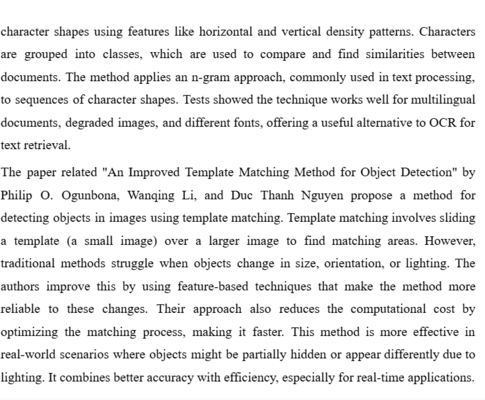 character shapes using features like horizontal and vertical density patterns. Characters
are grouped into classes, which are used to compare and find similarities between
documents. The method applies an n-gram approach, commonly used in text processing,
to sequences of character shapes. Tests showed the technique works well for multilingual
documents, degraded images, and different fonts, offering a useful alternative to OCR for
text retrieval.
The paper related "An Improved Template Matching Method for Object Detection" by
Philip O. Ogunbona, Wanqing Li, and Duc Thanh Nguyen propose a method for
detecting objects in images using template matching. Template matching involves sliding
a template (a small image) over a larger image to find matching areas. However,
traditional methods struggle when objects change in size, orientation, or lighting. The
authors improve this by using feature-based techniques that make the method more
reliable to these changes. Their approach also reduces the computational cost by
optimizing the matching process, making it faster. This method is more effective in
real-world scenarios where objects might be partially hidden or appear differently due to
lighting. It combines better accuracy with efficiency, especially for real-time applications.